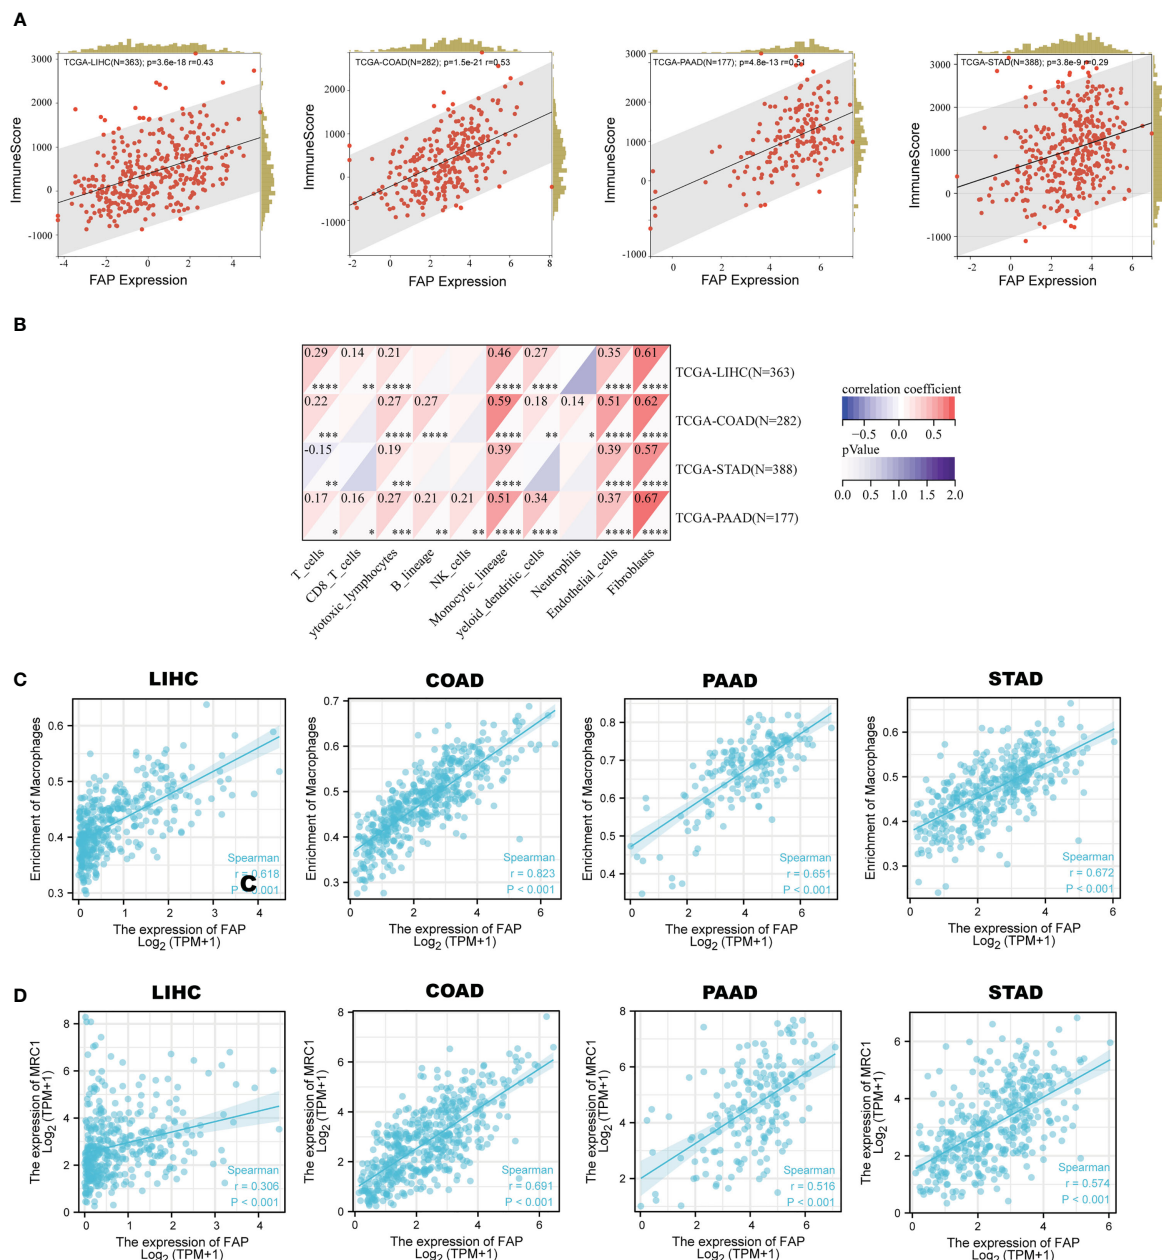 A
TCGA-LIHC(N=363); p=3.6e-18 r=0.43
3000
2000
1000
0
-1000
ImmuneScore
-4 -2 0 2 4
FAP Expression
TCGA-COAD(N=282); p=1.5e-21 r=0.53
3000
2000
1000
0
-1000
ImmuneScore
-2 0 2 4 6 8
FAP Expression
TCGA-PAAD(N=177); p=4.8e-13 r=0.51
3000
2000
1000
0
-1000
ImmuneScore
0 2 4 6
FAP Expression
TCGA-STAD(N=388); p=3.8e-9 r=0.29
3000
2000
1000
0
-1000
ImmuneScore
-2 0 2 4 6
FAP Expression
B
0.29 0.14 0.21 0.46 0.27 0.35 0.61
**** ** **** **** **** **** ****
TCGA-LIHC(N=363)
0.22 0.27 0.27 0.59 0.18 0.14 0.51 0.62
*** **** **** **** ** * **** ****
TCGA-COAD(N=282)
-0.15 0.19 0.39 0.39 0.57
** *** **** **** ****
TCGA-STAD(N=388)
0.17 0.16 0.27 0.21 0.21 0.51 0.34 0.37 0.67
* * *** ** ** **** **** **** ****
TCGA-PAAD(N=177)
T_cells
CD8_T_cells
ytotoxic_lymphocytes
B_lineage
NK_cells
Monocytic_lineage
yeloid_dendritic_cells
Neutrophils
Endothelial_cells
Fibroblasts
correlation coefficient
-0.5 0.0 0.5
pValue
0.0 0.5 1.0 1.5 2.0
C
LIHC
Enrichment of Macrophages
0.6
0.5
0.4
0.3
Spearman
r = 0.618
P < 0.001
C
0 1 2 3 4
The expression of FAP
Log2 (TPM+1)
COAD
Enrichment of Macrophages
0.7
0.6
0.5
0.4
0.3
Spearman
r = 0.823
P < 0.001
0 2 4 6
The expression of FAP
Log2 (TPM+1)
PAAD
Enrichment of Macrophages
0.8
0.7
0.6
0.5
0.4
Spearman
r = 0.651
P < 0.001
0 2 4 6
The expression of FAP
Log2 (TPM+1)
STAD
Enrichment of Macrophages
0.6
0.5
0.4
0.3
Spearman
r = 0.672
P < 0.001
0 2 4 6
The expression of FAP
Log2 (TPM+1)
D
LIHC
The expression of MRC1
Log2 (TPM+1)
8
6
4
2
0
Spearman
r = 0.306
P < 0.001
0 1 2 3 4
The expression of FAP
Log2 (TPM+1)
COAD
The expression of MRC1
Log2 (TPM+1)
8
6
4
2
0
Spearman
r = 0.691
P < 0.001
0 2 4 6
The expression of FAP
Log2 (TPM+1)
PAAD
The expression of MRC1
Log2 (TPM+1)
8
6
4
2
Spearman
r = 0.516
P < 0.001
0 2 4 6
The expression of FAP
Log2 (TPM+1)
STAD
The expression of MRC1
Log2 (TPM+1)
6
4
2
0
Spearman
r = 0.574
P < 0.001
0 2 4 6
The expression of FAP
Log2 (TPM+1)